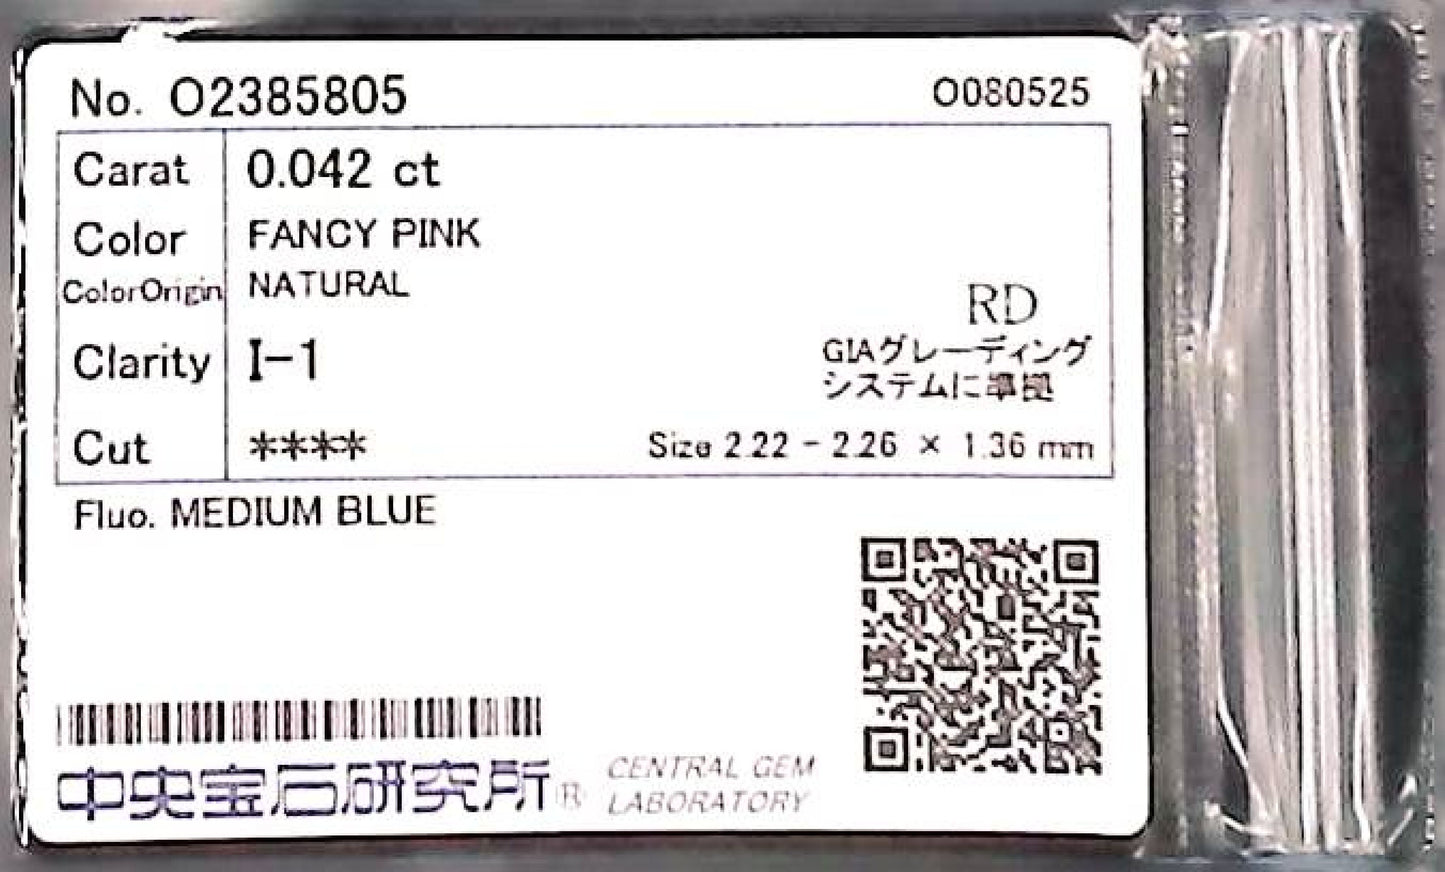 No. O2385805 O080525
Carat 0.042 ct
Color FANCY PINK
ColorOrigin NATURAL
RD
GIAグレーディング
システムに準拠
Clarity I-1
Cut **** Size 2.22 - 2.26 × 1.36 mm
Fluo. MEDIUM BLUE
中央宝石研究所® CENTRAL GEM
LABORATORY